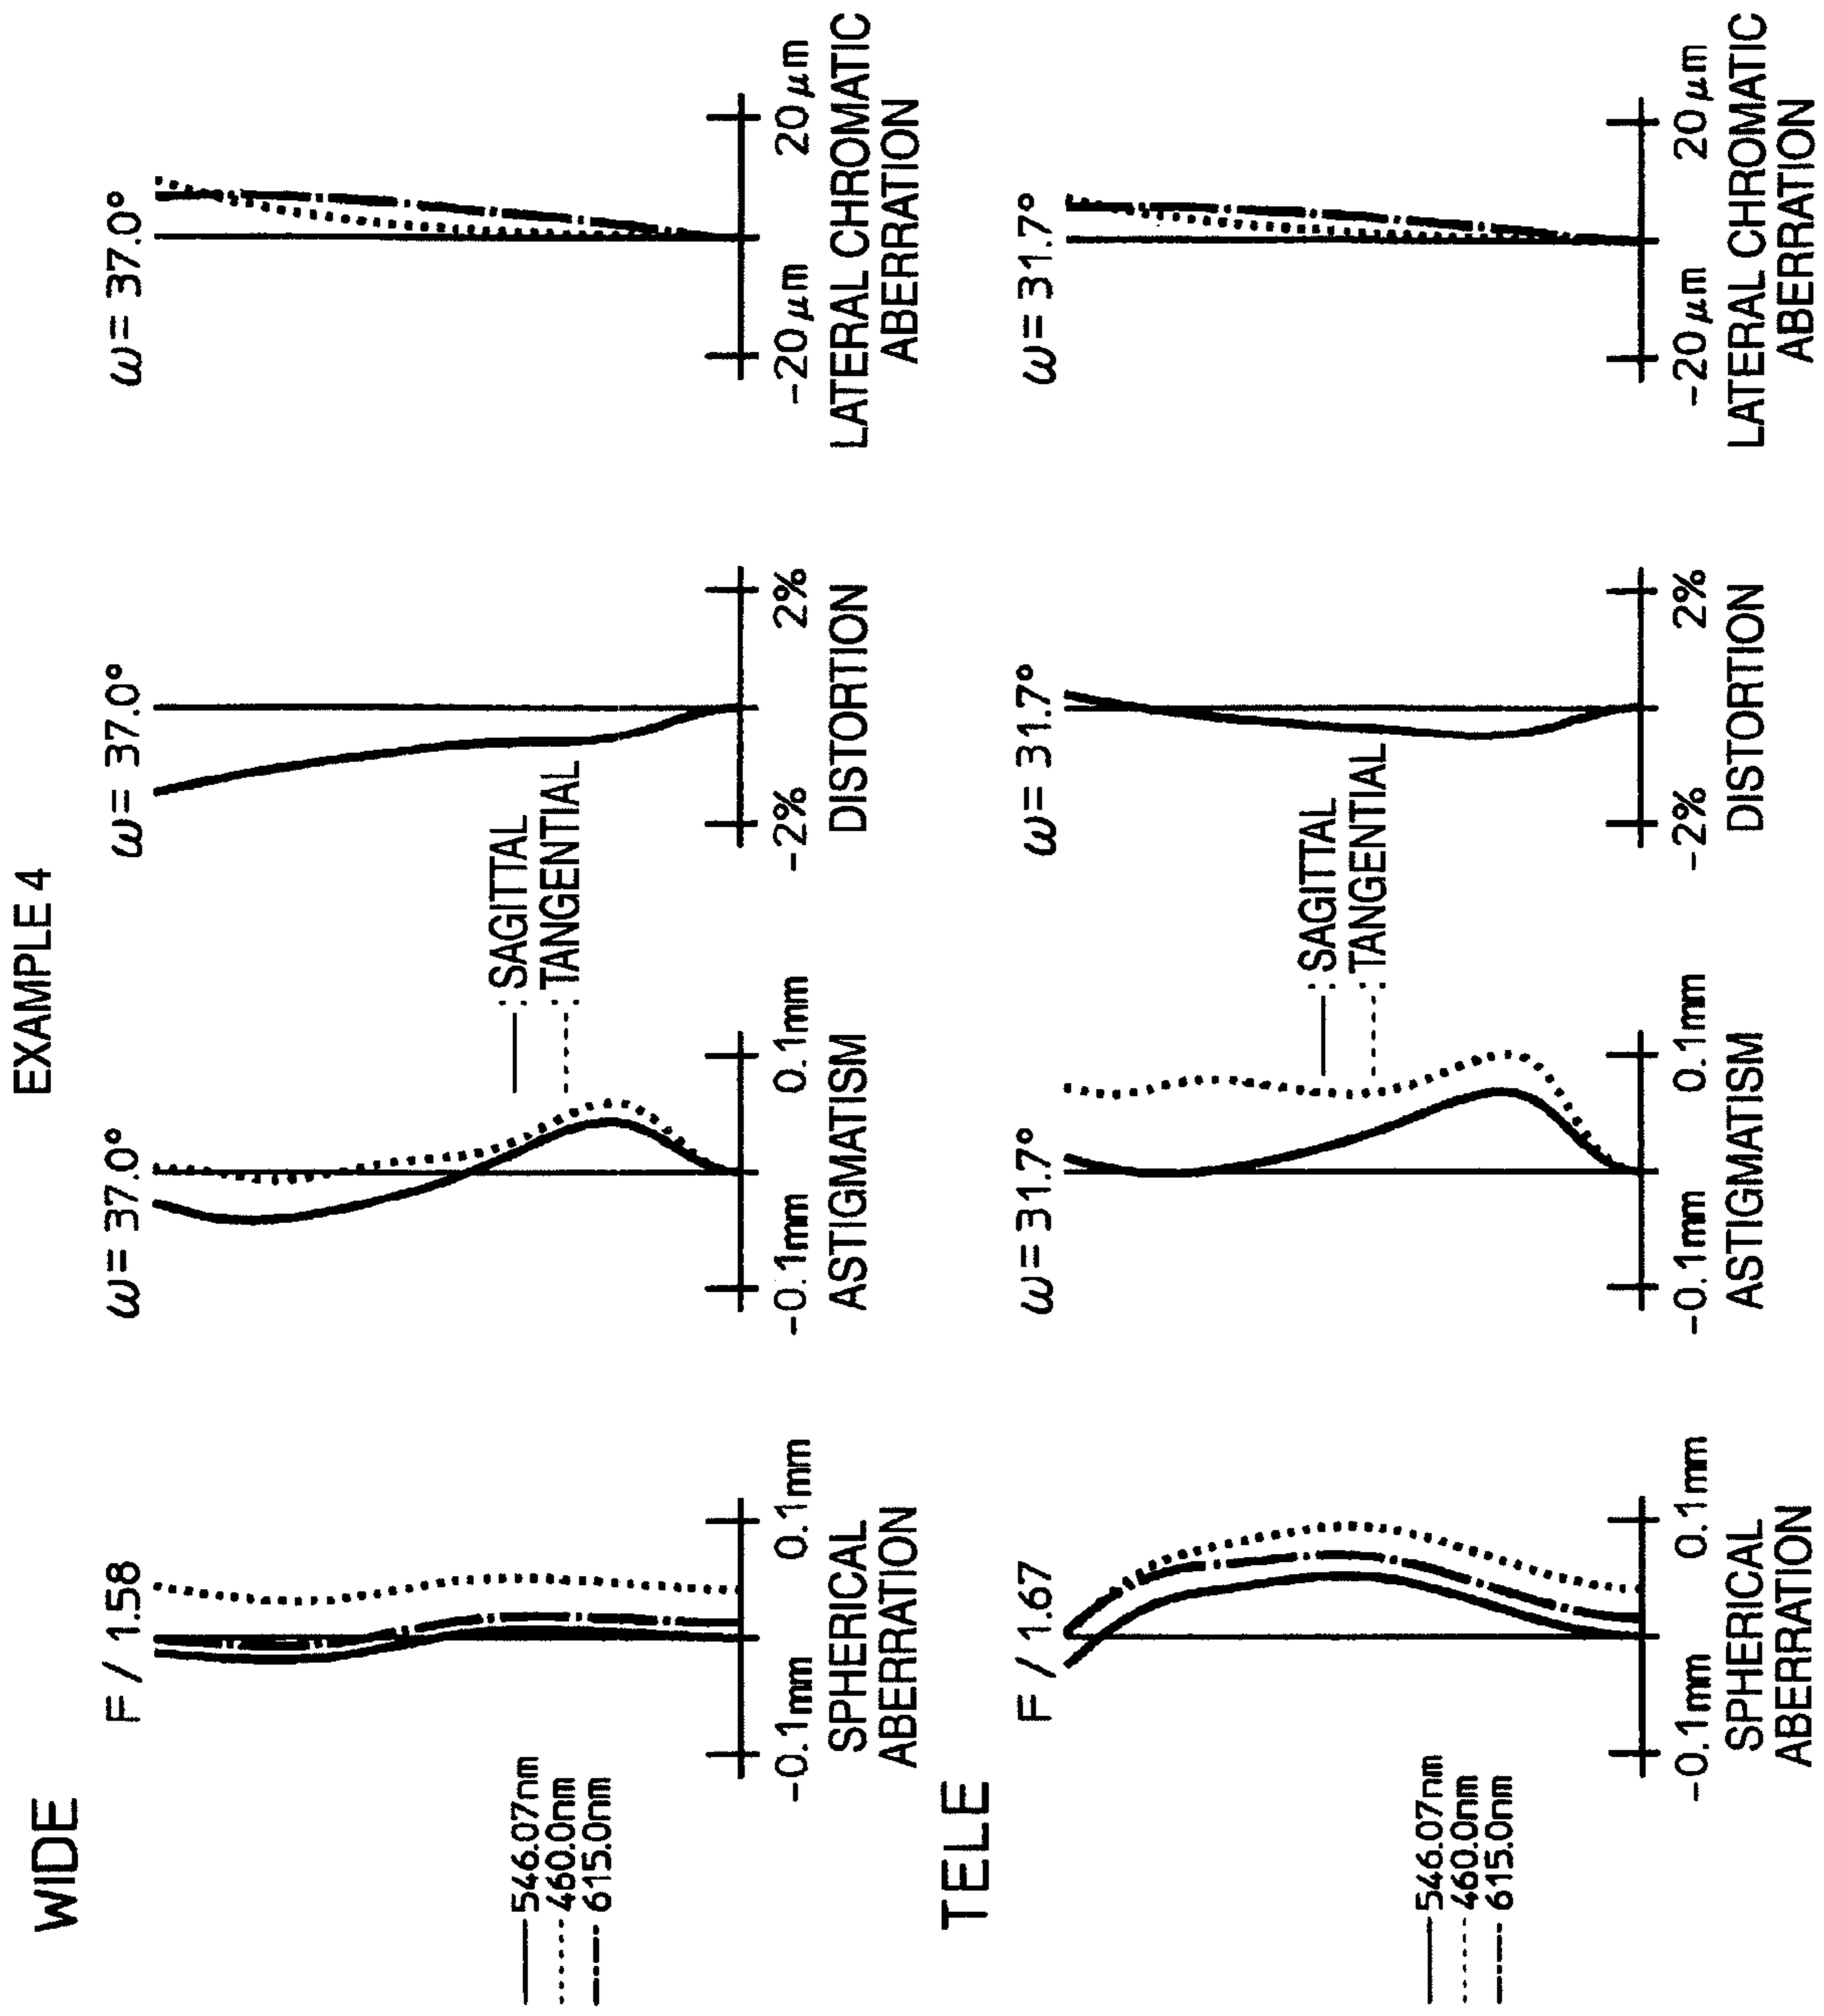 EXAMPLE 4
WIDE
546.07nm
460.0nm
615.0nm
F / 1.58
-0.1mm 0.1mm
SPHERICAL
ABERRATION
ω= 37.0°
: SAGITTAL
: TANGENTIAL
-0.1mm 0.1mm
ASTIGMATISM
ω= 37.0°
-2% 2%
DISTORTION
ω= 37.0°
-20μm 20μm
LATERAL CHROMATIC
ABERRATION
TELE
546.07nm
460.0nm
615.0nm
F / 1.67
-0.1mm 0.1mm
SPHERICAL
ABERRATION
ω= 31.7°
: SAGITTAL
: TANGENTIAL
-0.1mm 0.1mm
ASTIGMATISM
ω= 31.7°
-2% 2%
DISTORTION
ω= 31.7°
-20μm 20μm
LATERAL CHROMATIC
ABERRATION